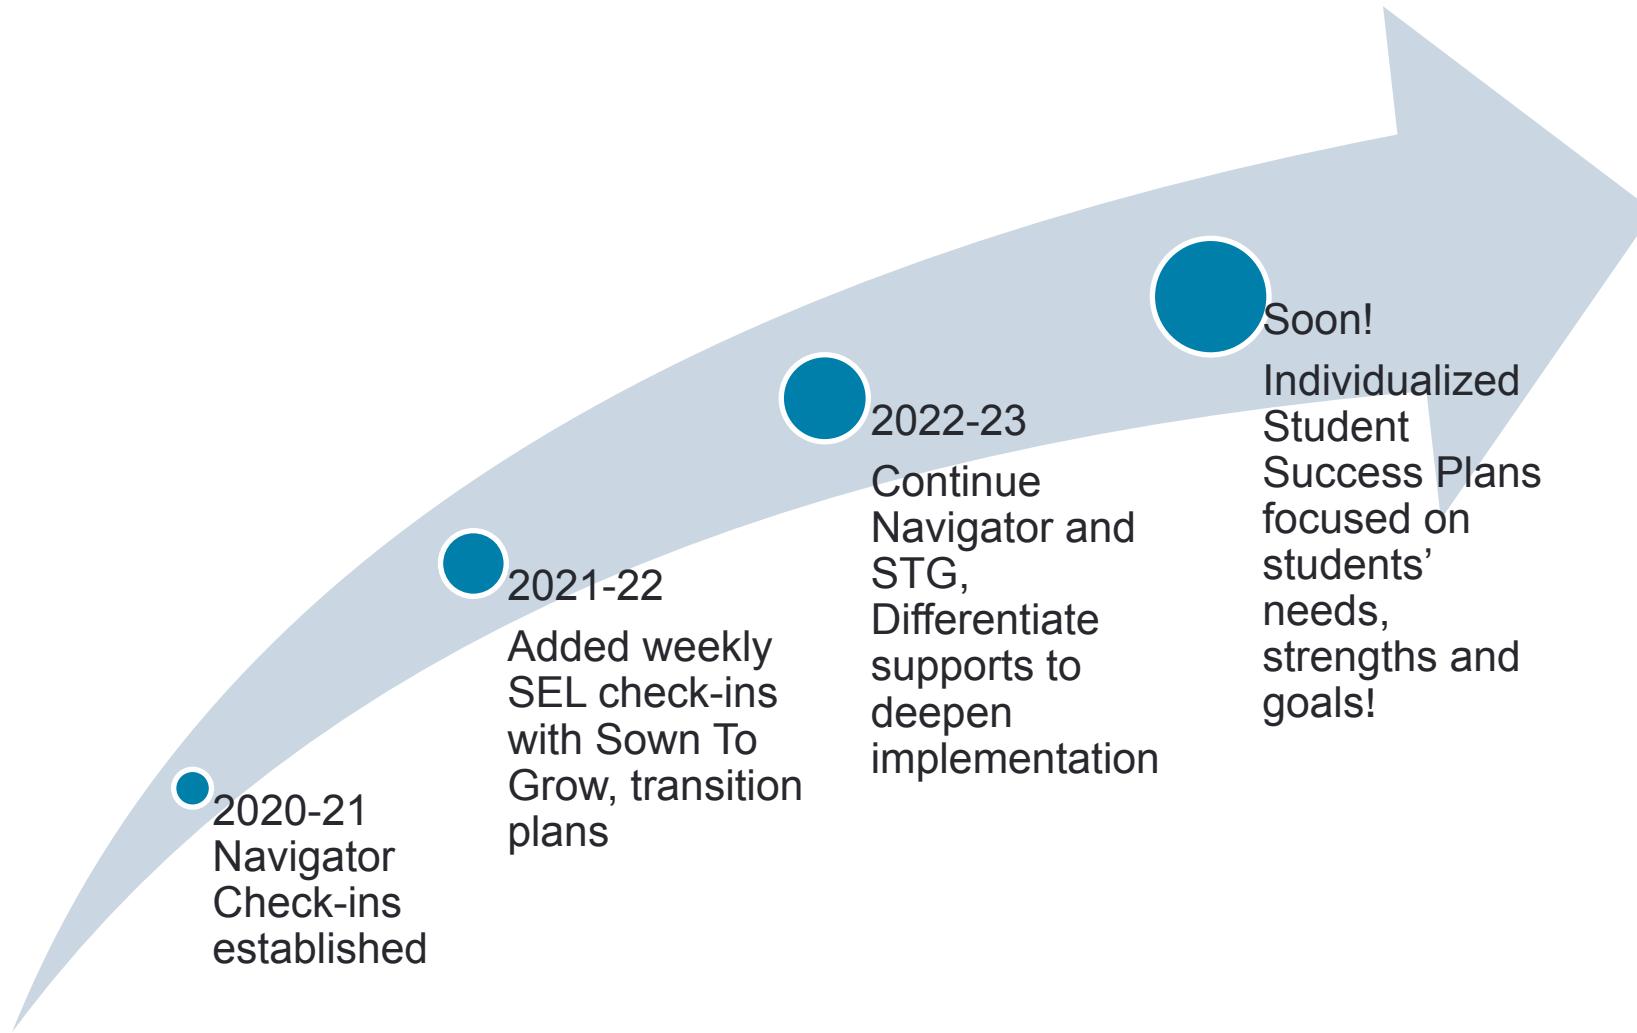 2020-21
Navigator
Check-ins
established
2021-22
Added weekly
SEL check-ins
with Sown To
Grow, transition
plans
2022-23
Continue
Navigator and
STG,
Differentiate
supports to
deepen
implementation
Soon!
Individualized
Student
Success Plans
focused on
students’
needs,
strengths and
goals!